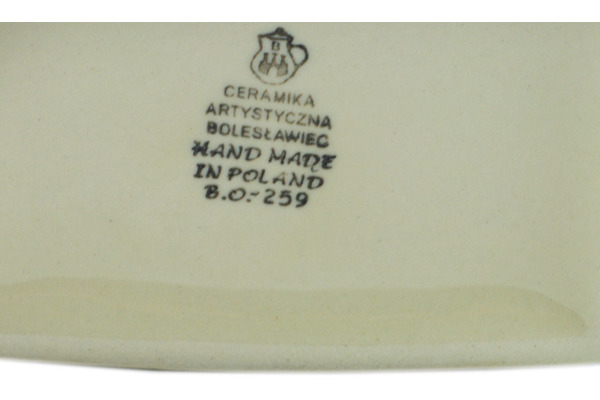 B
CERAMIKA
ARTYSTYCZNA
BOLESŁAWIEC
HAND MADE
IN POLAND
B.O.-259